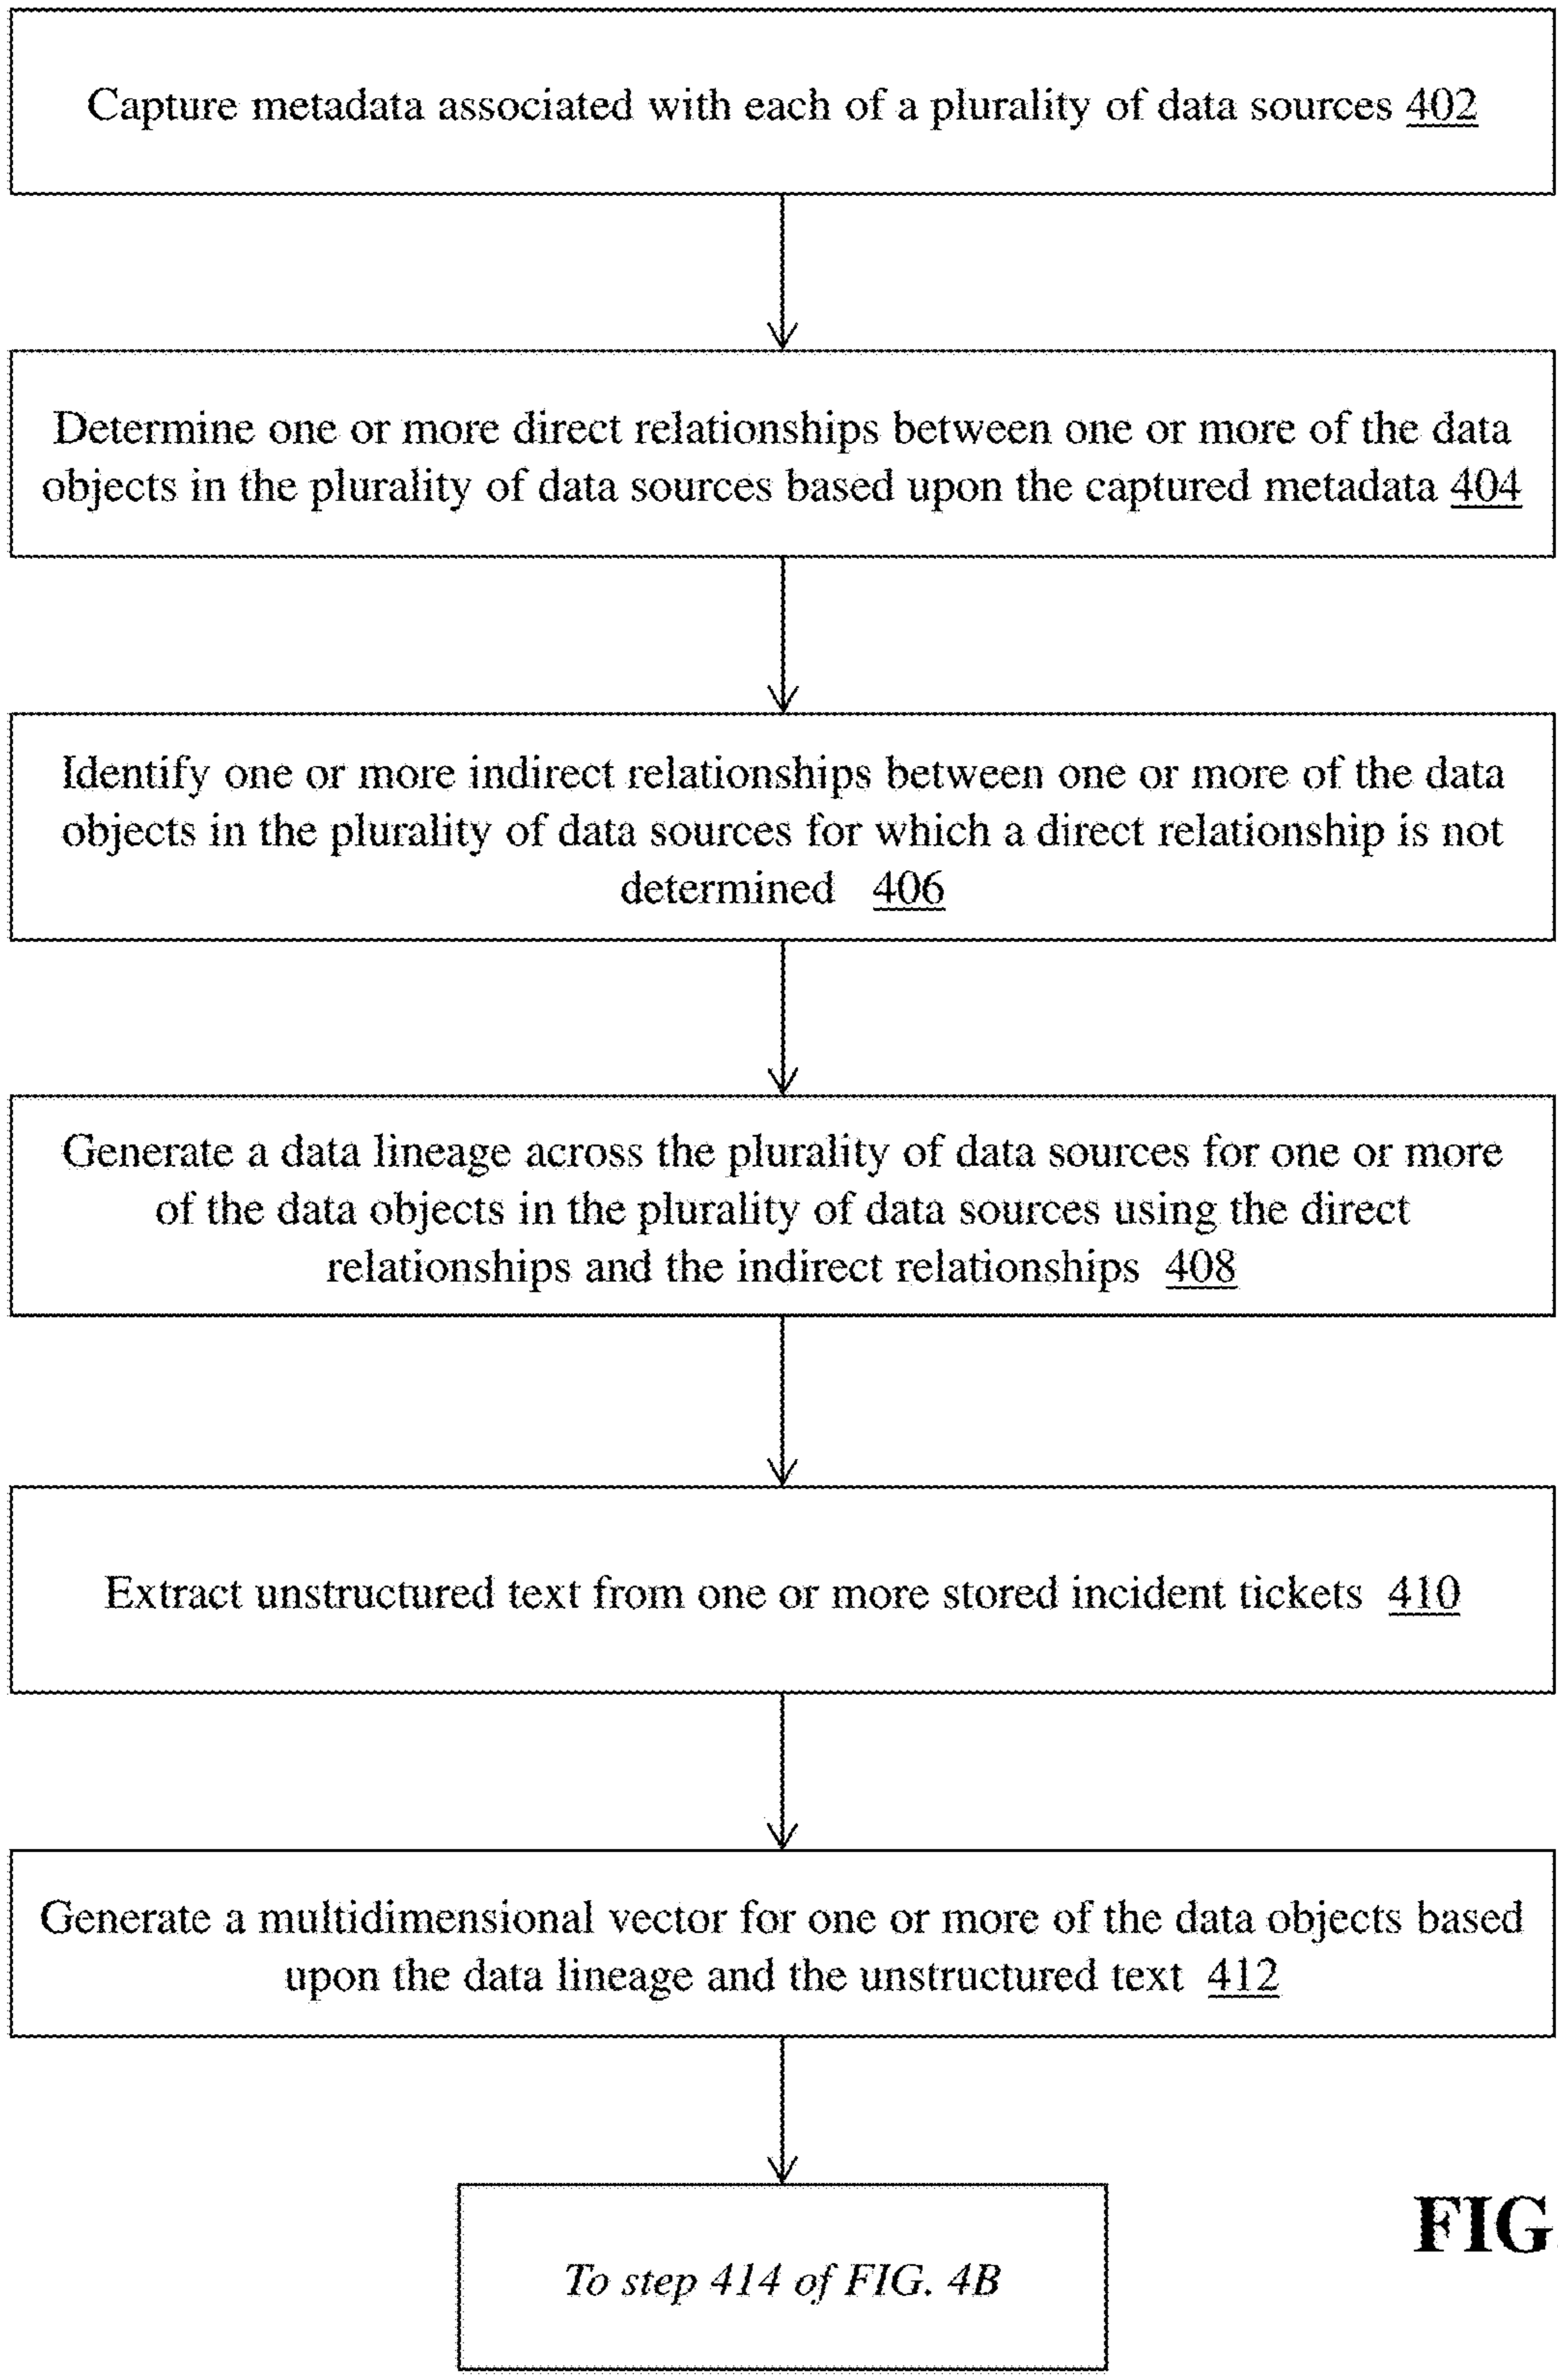 Capture metadata associated with each of a plurality of data sources 402
Determine one or more direct relationships between one or more of the data
objects in the plurality of data sources based upon the captured metadata 404
Identify one or more indirect relationships between one or more of the data
objects in the plurality of data sources for which a direct relationship is not
determined 406
Generate a data lineage across the plurality of data sources for one or more
of the data objects in the plurality of data sources using the direct
relationships and the indirect relationships 408
Extract unstructured text from one or more stored incident tickets 410
Generate a multidimensional vector for one or more of the data objects based
upon the data lineage and the unstructured text 412
FIG.
To step 414 of FIG. 4B